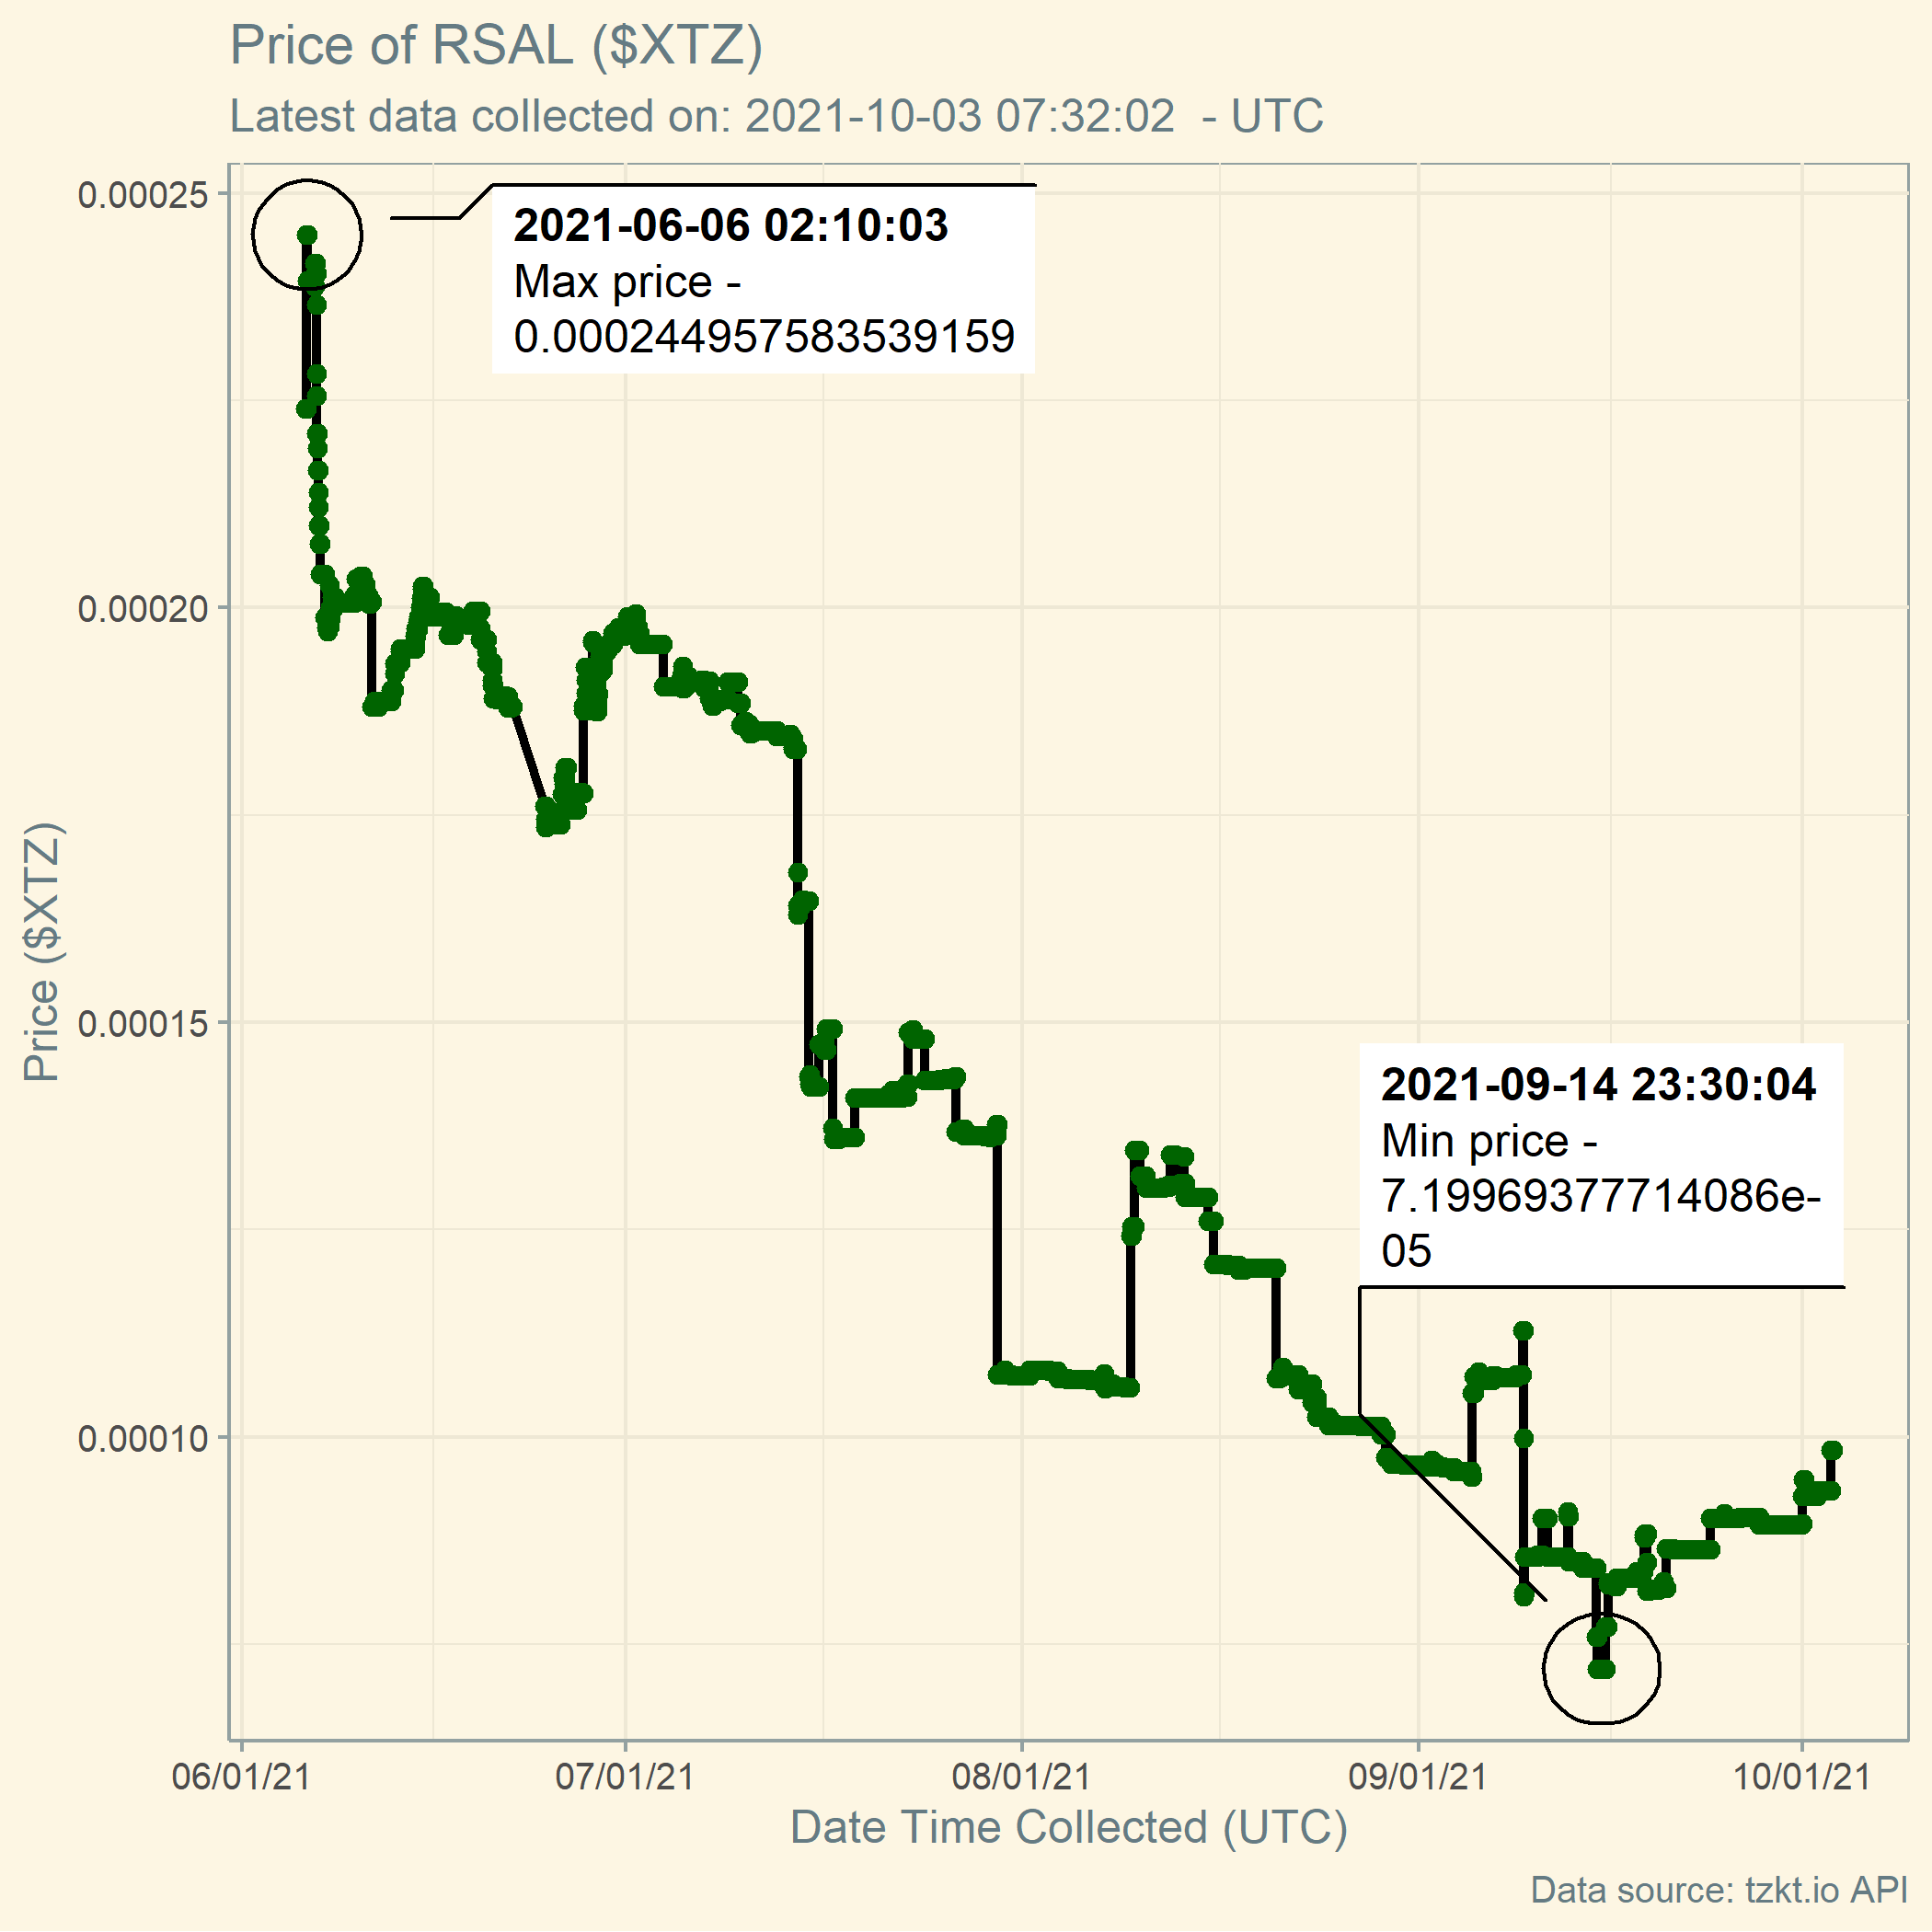 Price of RSAL ($XTZ)
Latest data collected on: 2021-10-03 07:32:02  - UTC
0.00025
0.00020
0.00015
0.00010
Price ($XTZ)
2021-06-06 02:10:03
Max price -
0.000244957583539159
2021-09-14 23:30:04
Min price -
7.19969377714086e-
05
06/01/21
07/01/21
08/01/21
09/01/21
10/01/21
Date Time Collected (UTC)
Data source: tzkt.io API